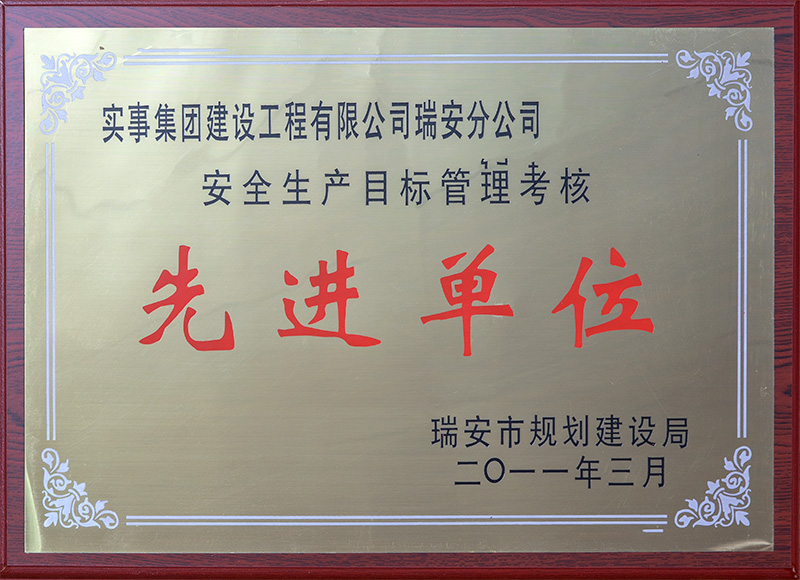 实事集团建设工程有限公司瑞安分公司
安全生产目标管理考核
先进单位
瑞安市规划建设局
二〇一一年三月